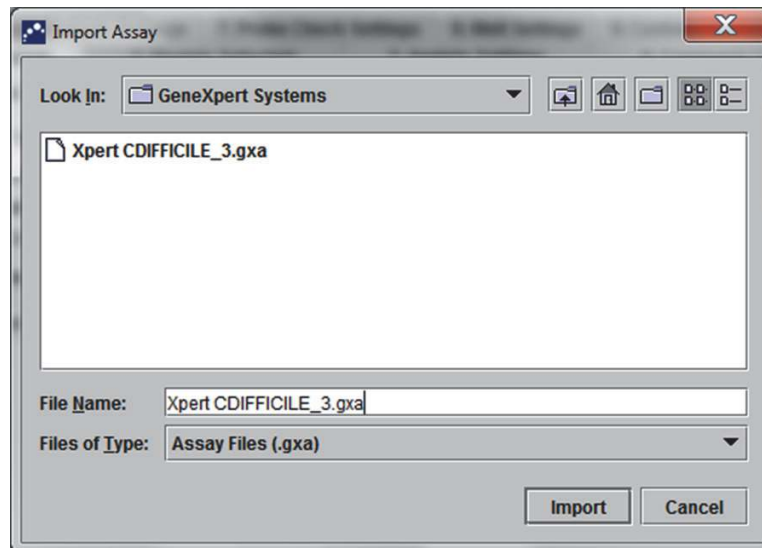 Import Assay
Look In: GeneXpert Systems
Xpert CDIFFICILE_3.gxa
File Name: Xpert CDIFFICILE_3.gxa
Files of Type: Assay Files (.gxa)
Import Cancel